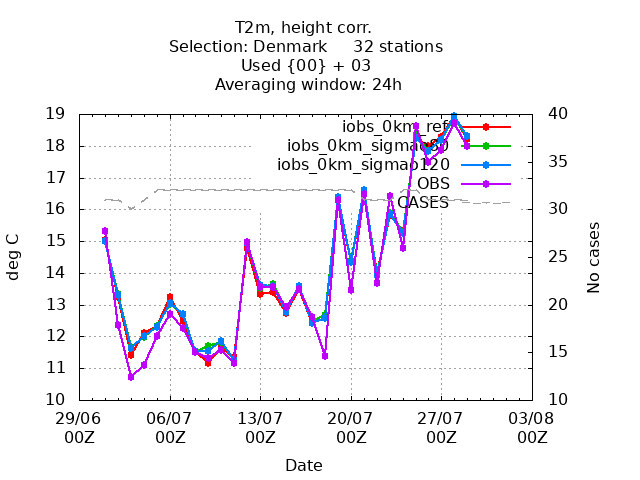 T2m, height corr.
Selection: Denmark 32 stations
Used {00} + 03
Averaging window: 24h
19
18
17
16
15
14
13
12
11
10
deg C
40
35
30
25
20
15
10
No cases
iobs_0km_ref
iobs_0km_sigmao80
iobs_0km_sigmao120
OBS
CASES
29/06 06/07 13/07 20/07 27/07 03/08
00Z 00Z 00Z 00Z 00Z 00Z
Date